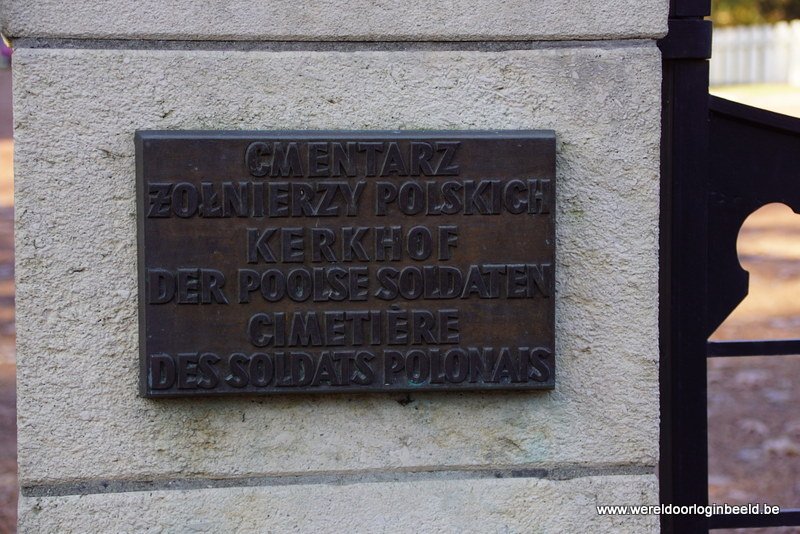 CMENTARZ
ŻOŁNIERZY POLSKICH
KERKHOF
DER POOLSE SOLDATEN
CIMETIÈRE
DES SOLDATS POLONAIS
www.wereldoorloginbeeld.be